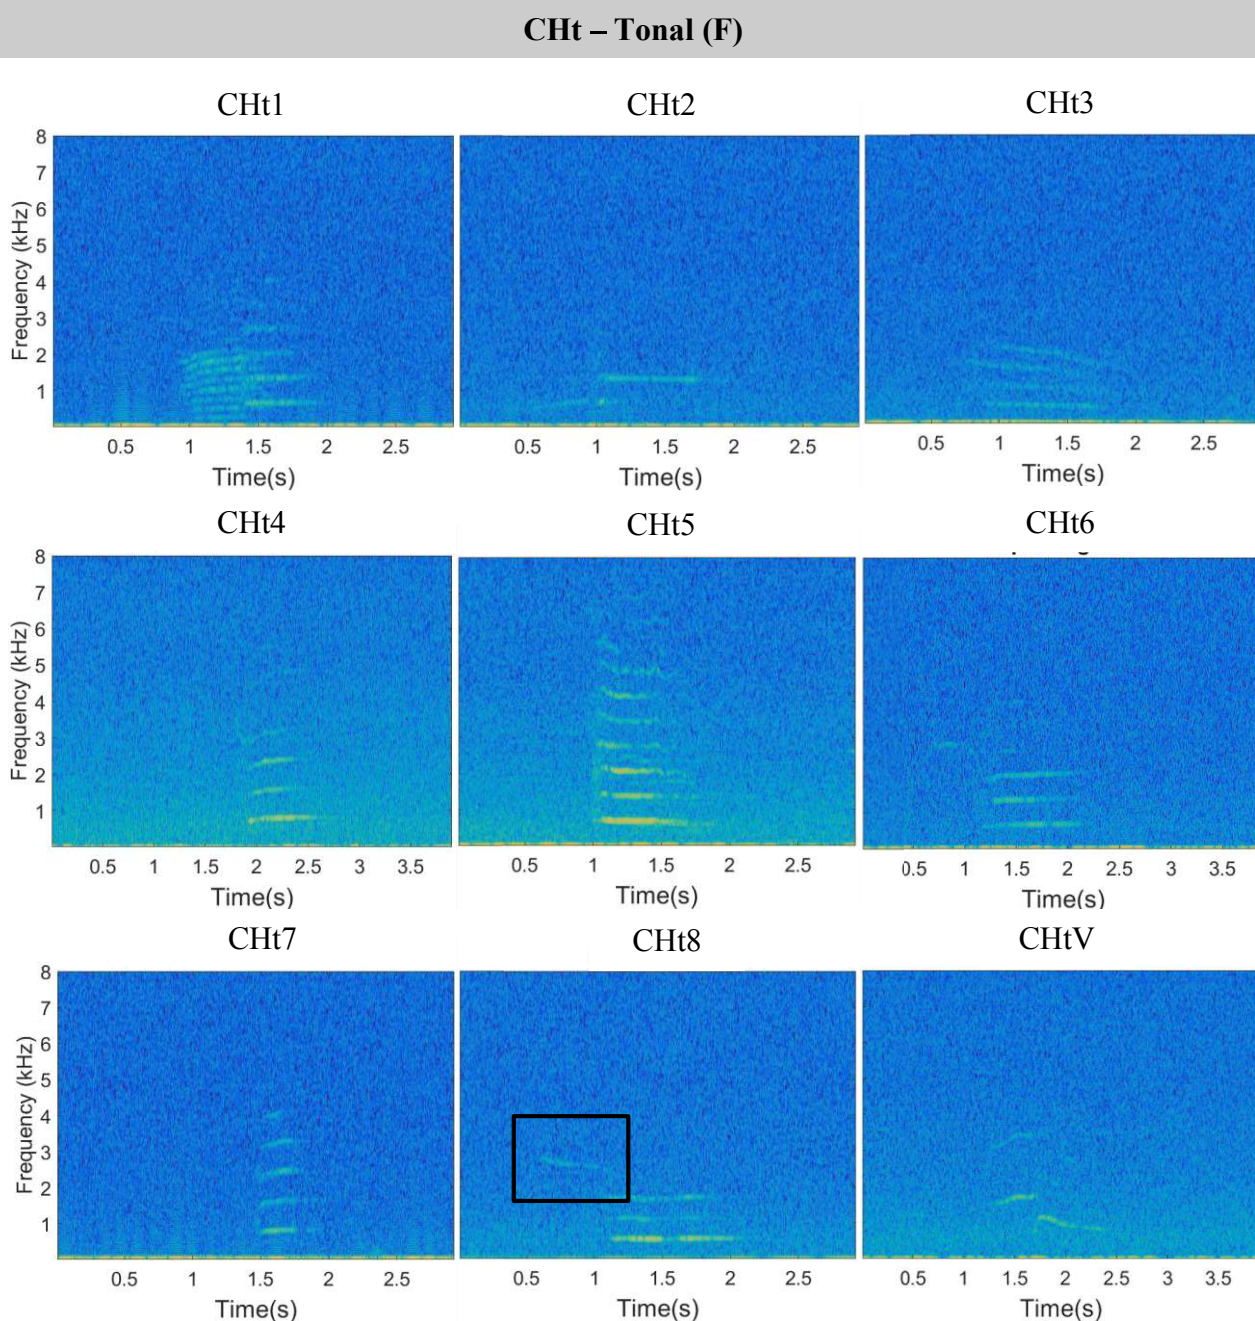 CHt – Tonal (F)
CHt1 CHt2 CHt3
8
7
6
5
4
3
2
1
Frequency (kHz)
0.5 1 1.5 2 2.5 0.5 1 1.5 2 2.5 0.5 1 1.5 2 2.5
Time(s) Time(s) Time(s)
CHt4 CHt5 CHt6
8
7
6
5
4
3
2
1
Frequency (kHz)
0.5 1 1.5 2 2.5 3 3.5 0.5 1 1.5 2 2.5 0.5 1 1.5 2 2.5 3 3.5
Time(s) Time(s) Time(s)
CHt7 CHt8 CHtV
8
7
6
5
4
3
2
1
Frequency (kHz)
0.5 1 1.5 2 2.5 0.5 1 1.5 2 2.5 0.5 1 1.5 2 2.5 3 3.5
Time(s) Time(s) Time(s)